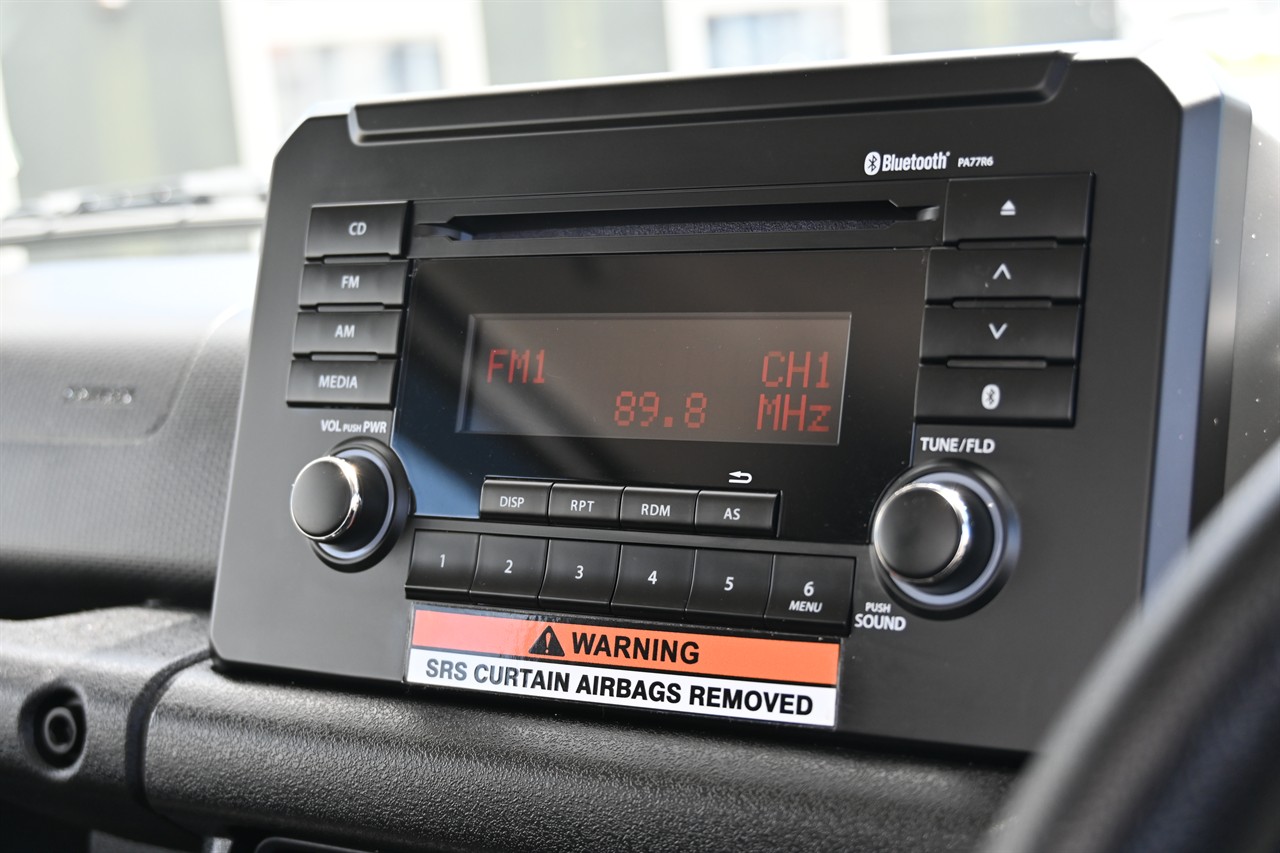 Bluetooth® PA77R6
CD
FM
AM
MEDIA
VOL PUSH PWR
FM1 CH1
89.8 MHz
TUNE/FLD
DISP RPT RDM AS
1 2 3 4 5 6
MENU
PUSH
SOUND
WARNING
SRS CURTAIN AIRBAGS REMOVED